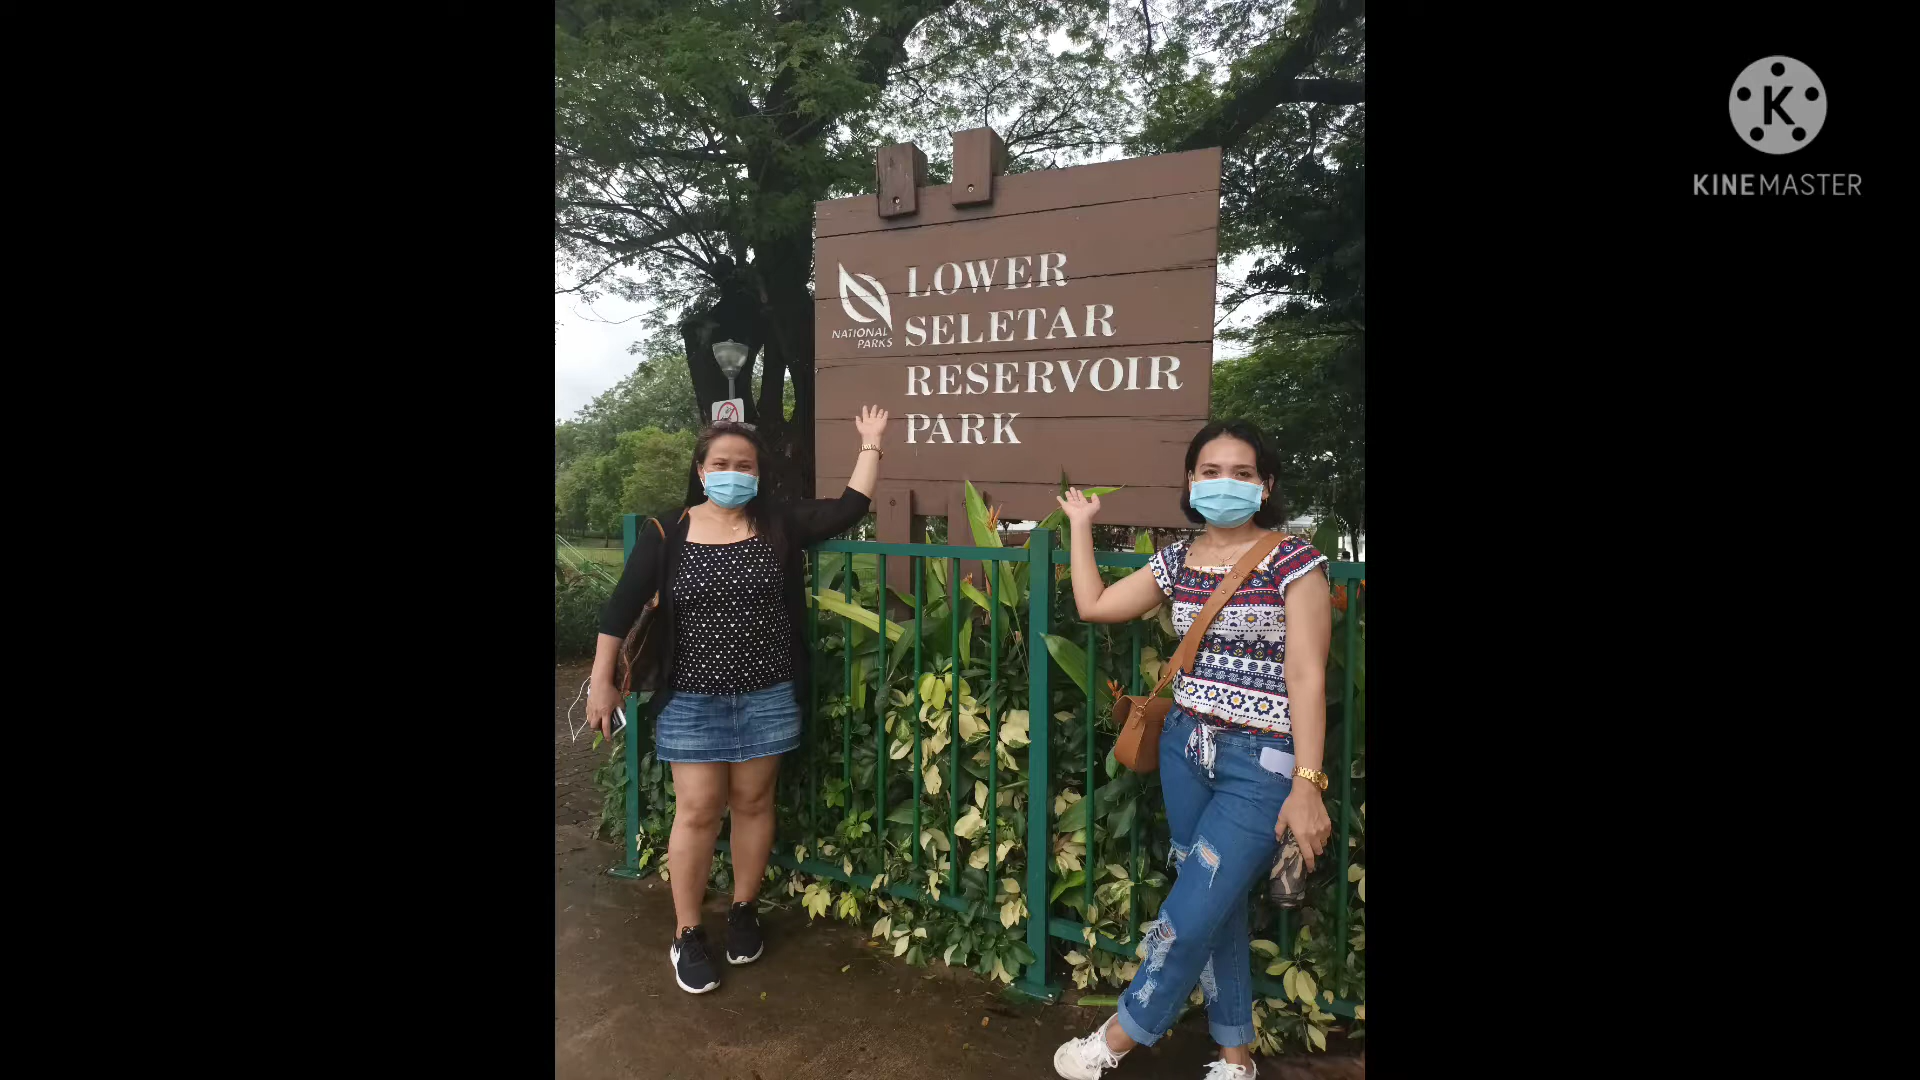 KINEMASTER
NATIONAL
PARKS
LOWER
SELETAR
RESERVOIR
PARK